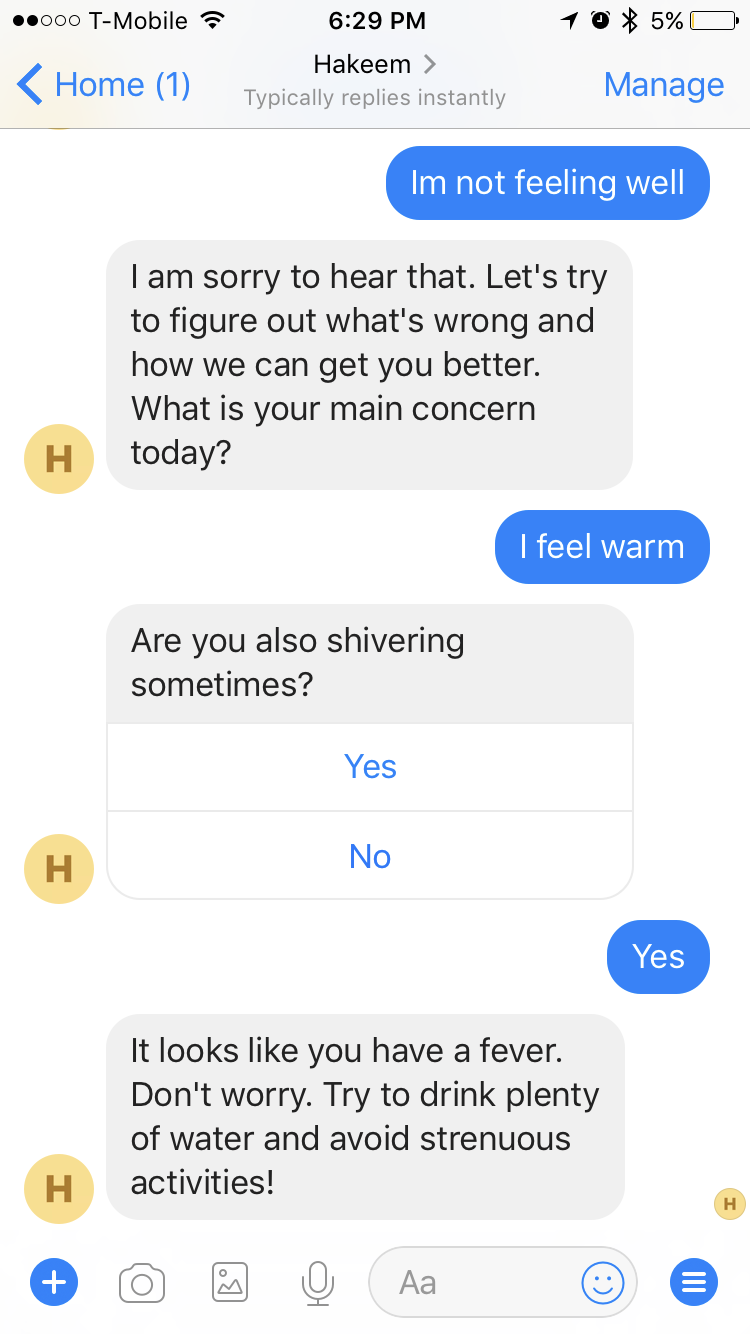 T-Mobile 6:29 PM 5%
Home (1) Hakeem Manage
Typically replies instantly
Im not feeling well
I am sorry to hear that. Let's try
to figure out what's wrong and
how we can get you better.
What is your main concern
today?
H
I feel warm
Are you also shivering
sometimes?
Yes
No
H
Yes
It looks like you have a fever.
Don't worry. Try to drink plenty
of water and avoid strenuous
activities!
H
H
Aa